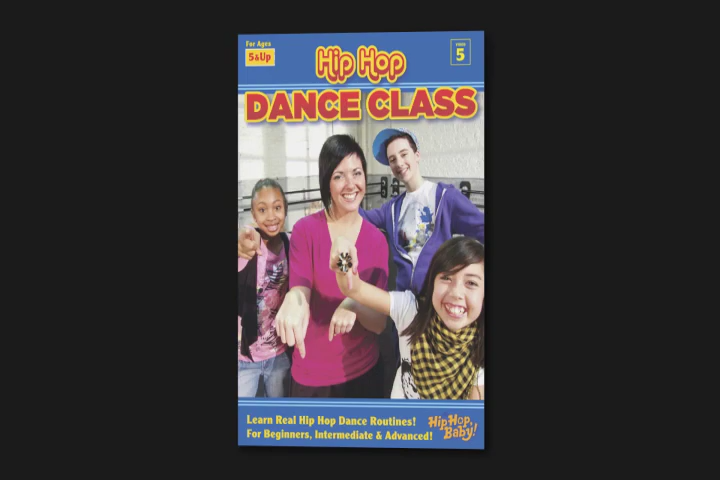 For Ages
5&Up
Hip Hop
DANCE CLASS
5
Learn Real Hip Hop Dance Routines!
For Beginners, Intermediate & Advanced!
Hip Hop,
Baby!